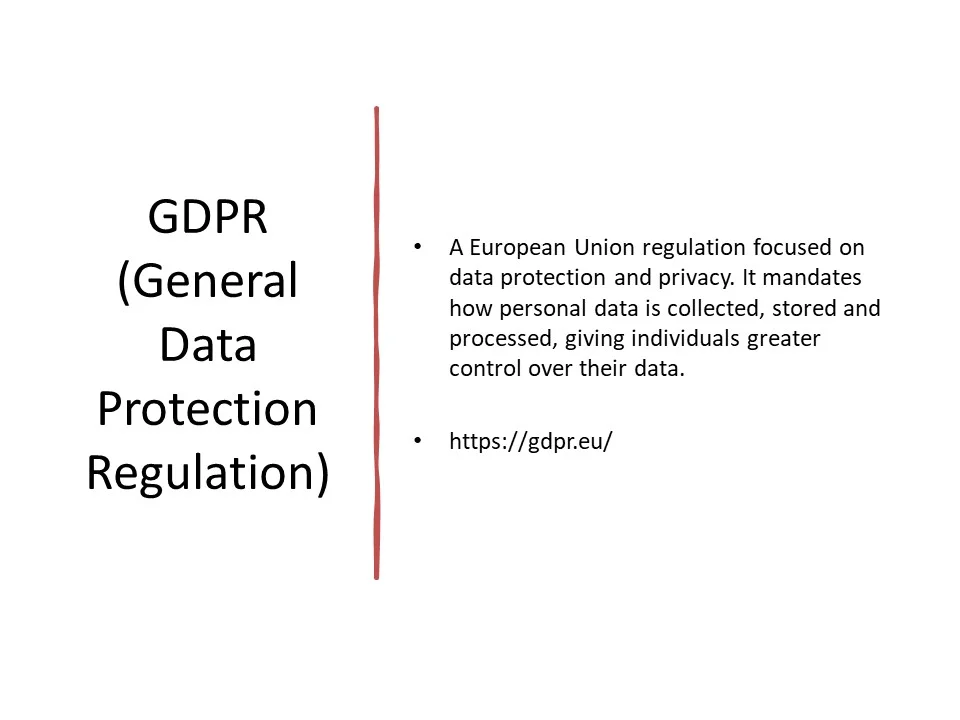 GDPR
(General
Data
Protection
Regulation)
• A European Union regulation focused on
data protection and privacy. It mandates
how personal data is collected, stored and
processed, giving individuals greater
control over their data.
• https://gdpr.eu/